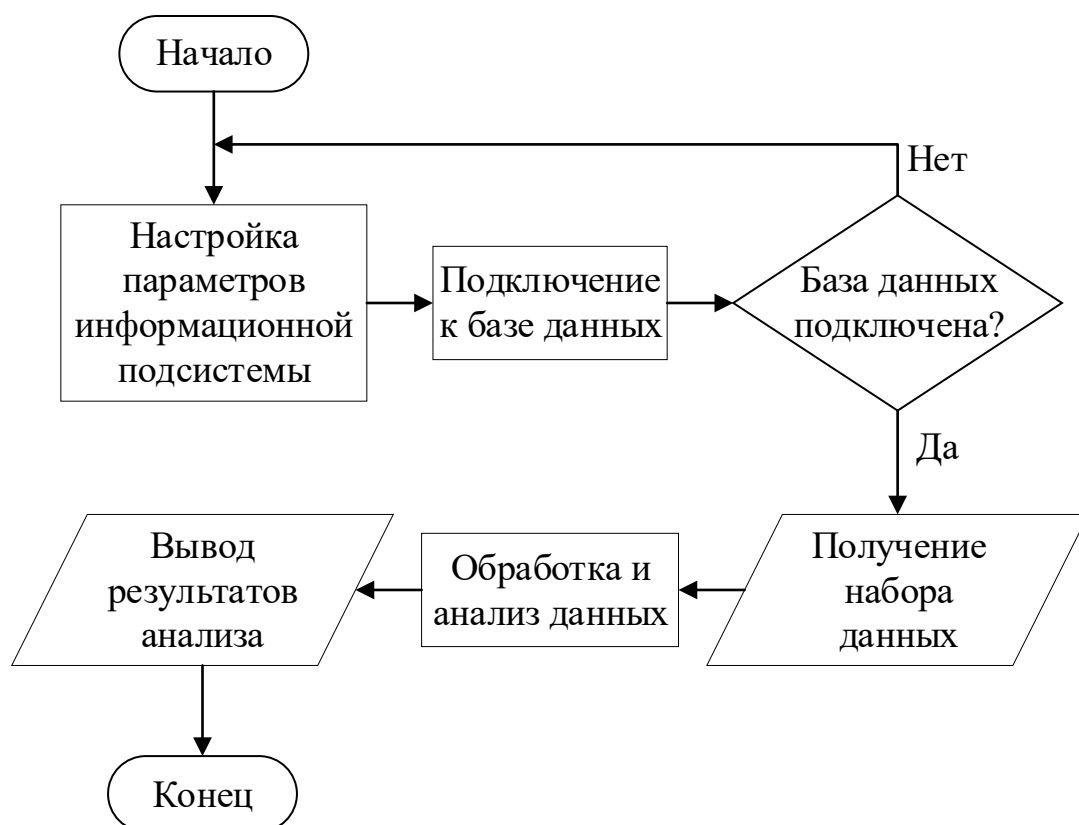 Начало
Нет
Настройка
параметров
информационной
подсистемы
Подключение
к базе данных
База данных
подключена?
Да
Получение
набора
данных
Обработка и
анализ данных
Вывод
результатов
анализа
Конец